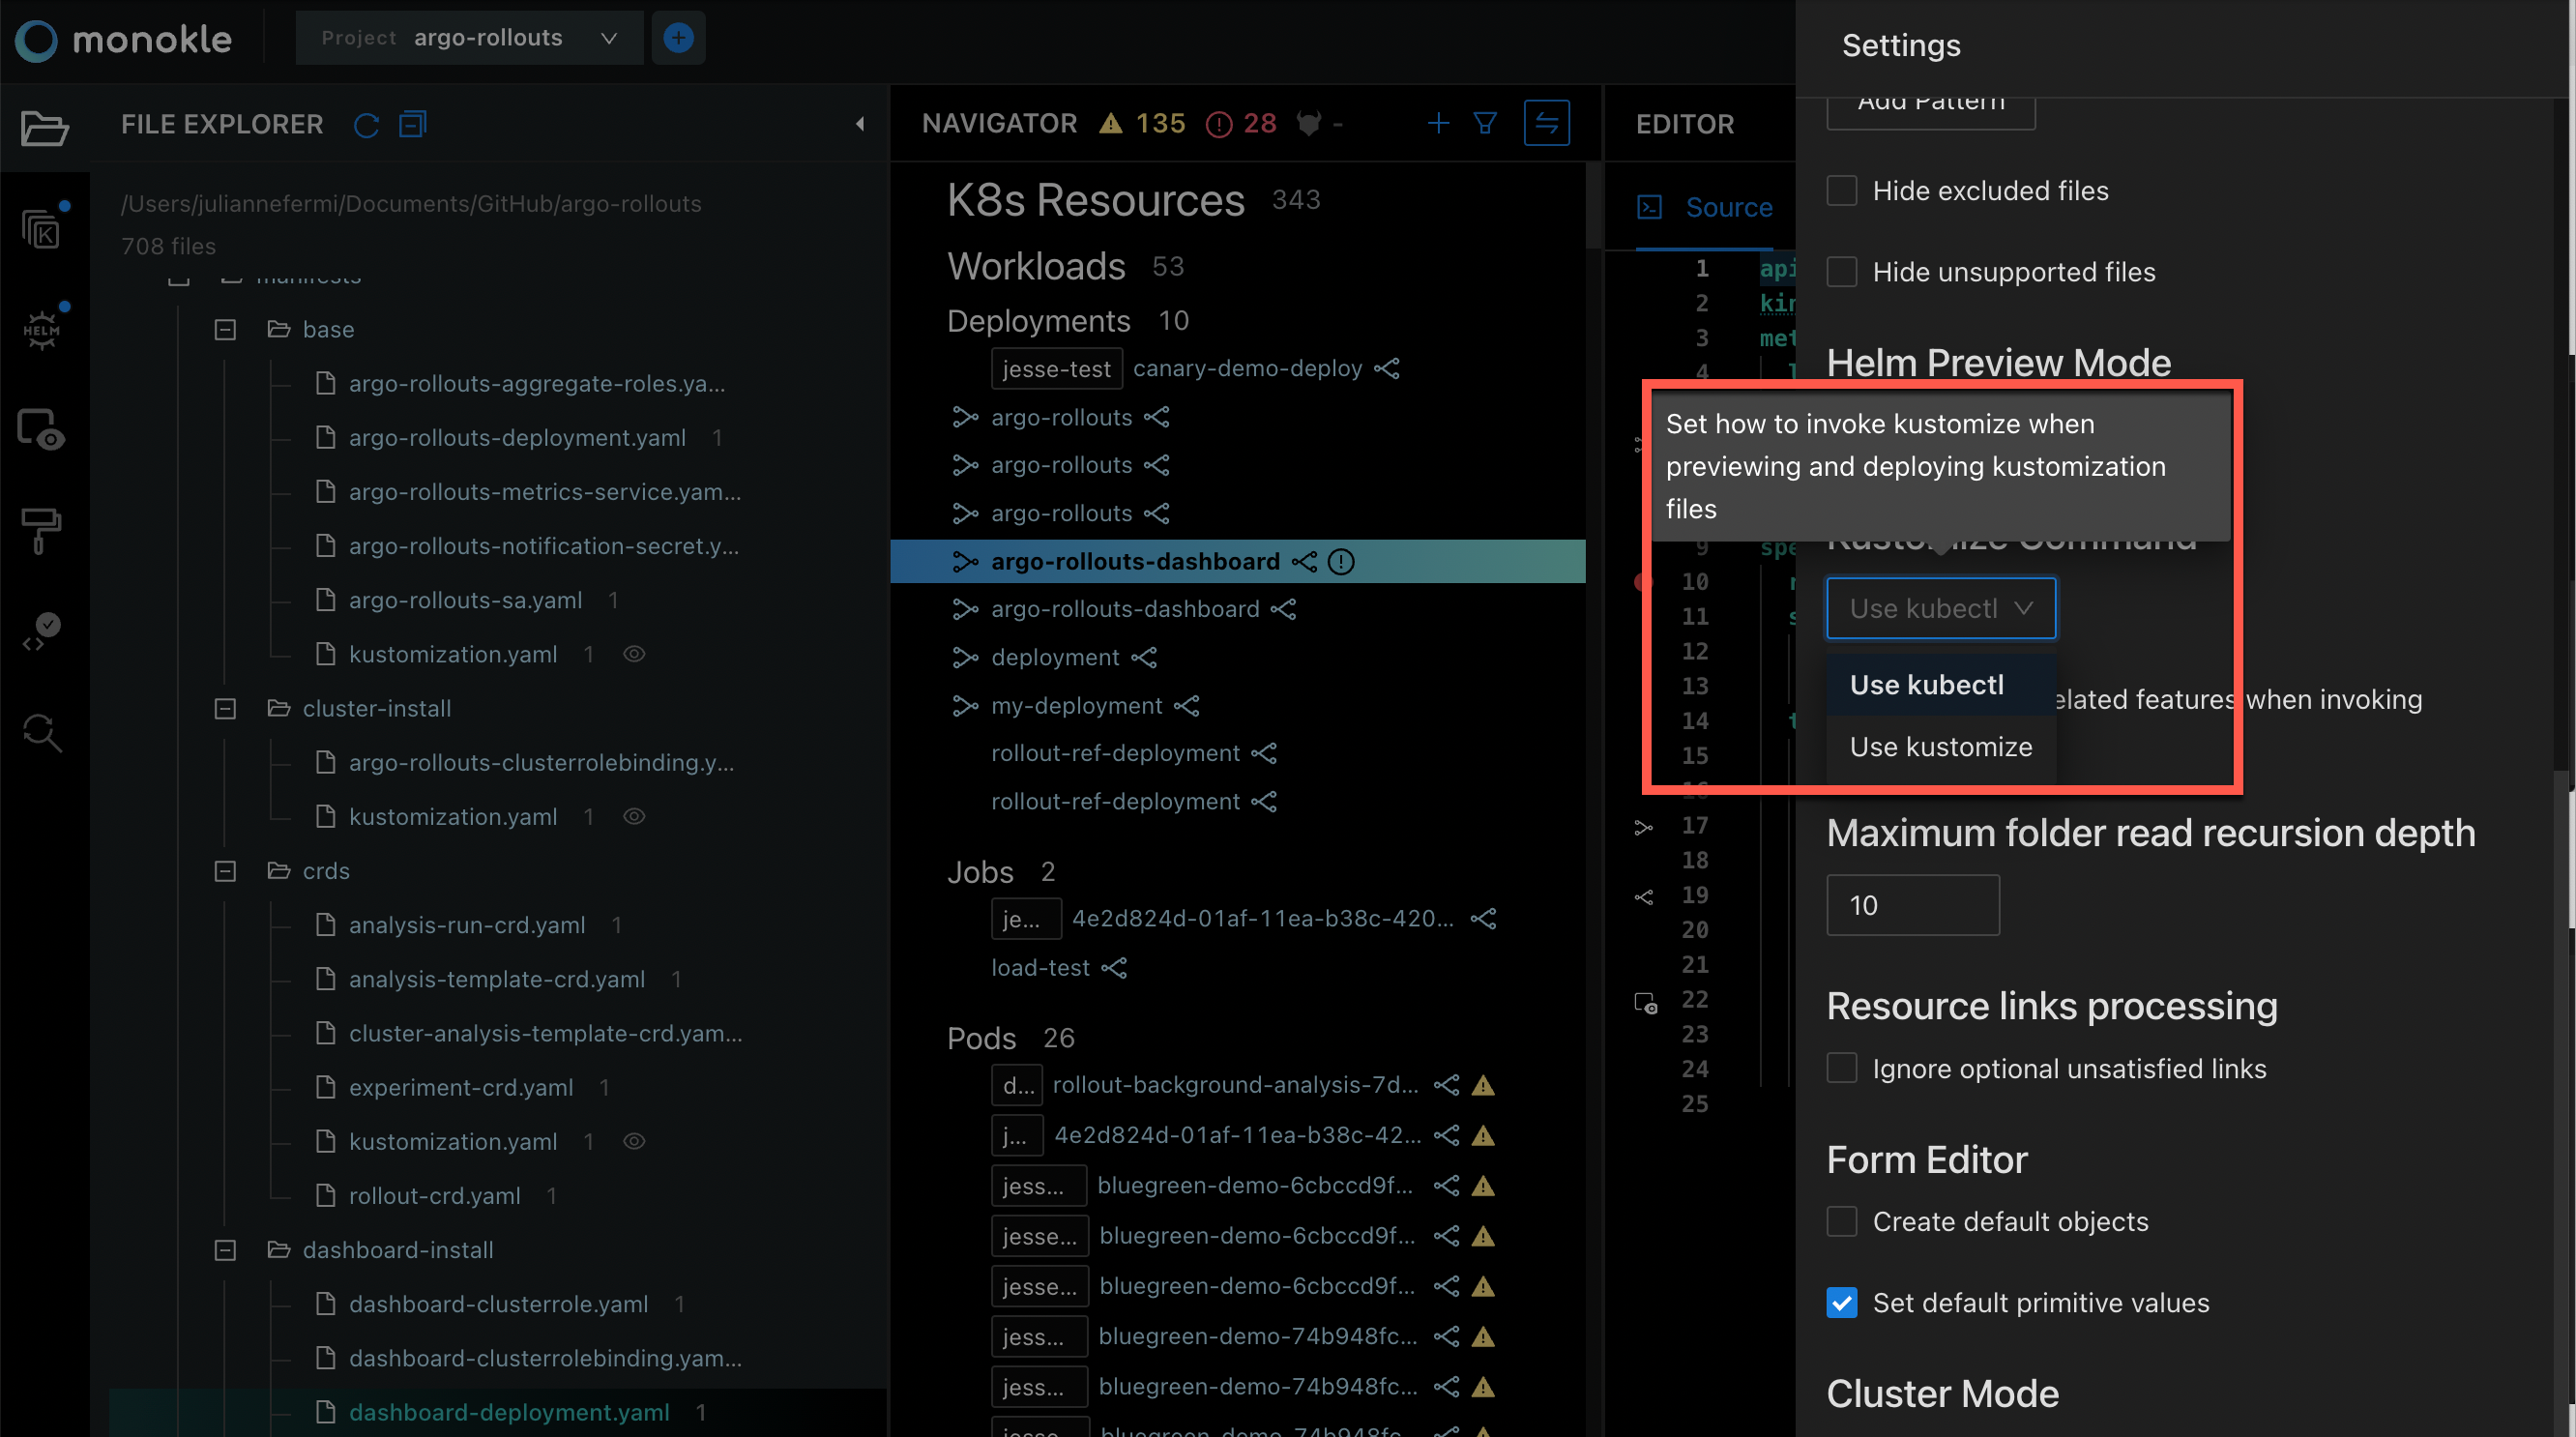 monokle
Project argo-rollouts
Settings
FILE EXPLORER
/Users/juliannefermi/Documents/GitHub/argo-rollouts
708 files
manifests
base
argo-rollouts-aggregate-roles.ya...
argo-rollouts-deployment.yaml 1
argo-rollouts-metrics-service.yam...
argo-rollouts-notification-secret.y...
argo-rollouts-sa.yaml 1
kustomization.yaml 1
cluster-install
argo-rollouts-clusterrolebinding.y...
kustomization.yaml 1
crds
analysis-run-crd.yaml 1
analysis-template-crd.yaml 1
cluster-analysis-template-crd.yam...
experiment-crd.yaml 1
kustomization.yaml 1
rollout-crd.yaml 1
dashboard-install
dashboard-clusterrole.yaml 1
dashboard-clusterrolebinding.yam...
dashboard-deployment.yaml 1
K
HELM
NAVIGATOR 135 28 -
K8s Resources 343
Workloads 53
Deployments 10
jesse-test canary-demo-deploy
argo-rollouts
argo-rollouts
argo-rollouts
argo-rollouts-dashboard
argo-rollouts-dashboard
deployment
my-deployment
rollout-ref-deployment
rollout-ref-deployment
Jobs 2
je... 4e2d824d-01af-11ea-b38c-420...
load-test
Pods 26
d... rollout-background-analysis-7d...
j... 4e2d824d-01af-11ea-b38c-42...
jess... bluegreen-demo-6cbccd9f...
jesse... bluegreen-demo-6cbccd9f...
jesse... bluegreen-demo-6cbccd9f...
jess... bluegreen-demo-74b948fc...
jess... bluegreen-demo-74b948fc...
jesse... bluegreen-demo-74b948fc...
EDITOR
Source
1 api
2 kin
3 met
4 l
9 spe
10 r
11 s
12
13
14 t
15
16
17
18
19
20
21
22
23
24
25
Add Pattern
Hide excluded files
Hide unsupported files
Helm Preview Mode
Set how to invoke kustomize when
previewing and deploying kustomization
files
Kustomize Command
Use kubectl
Use kubectl
elated features when invoking
Use kustomize
Maximum folder read recursion depth
10
Resource links processing
Ignore optional unsatisfied links
Form Editor
Create default objects
Set default primitive values
Cluster Mode